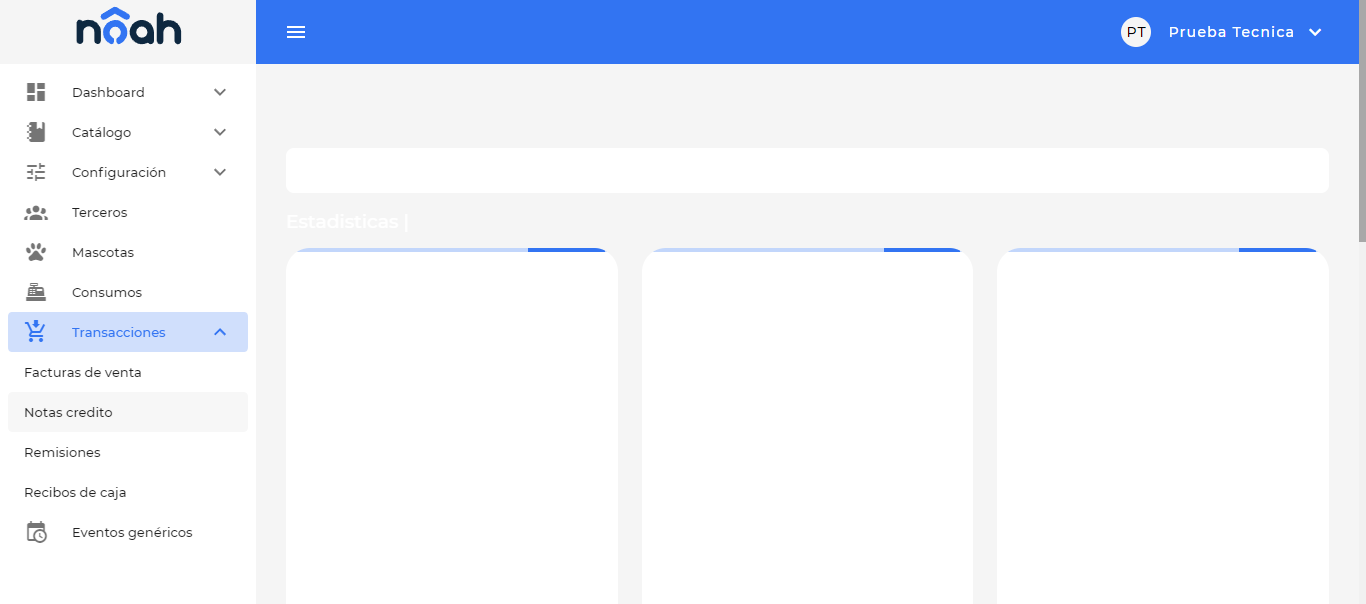 noah
PT
Prueba Tecnica
Dashboard
Catálogo
Configuración
Terceros
Mascotas
Consumos
Transacciones
Facturas de venta
Notas credito
Remisiones
Recibos de caja
Eventos genéricos
Estadisticas |